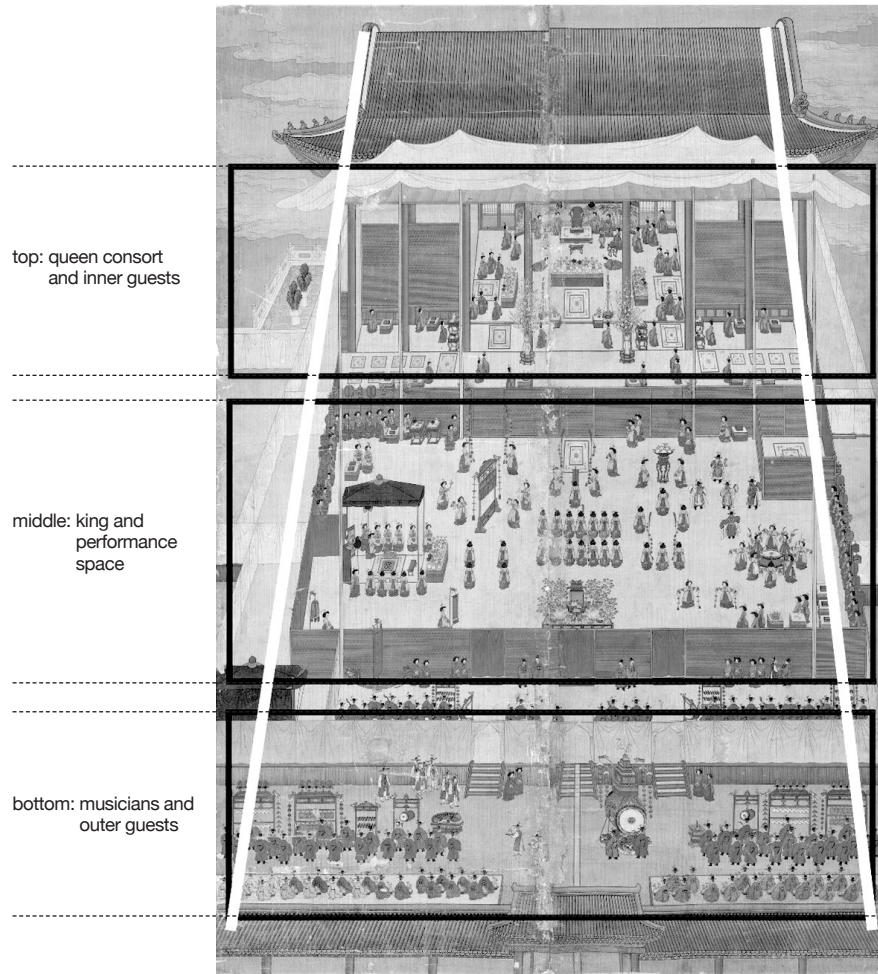 top: queen consort
and inner guests
middle: king and
performance
space
bottom: musicians and
outer guests